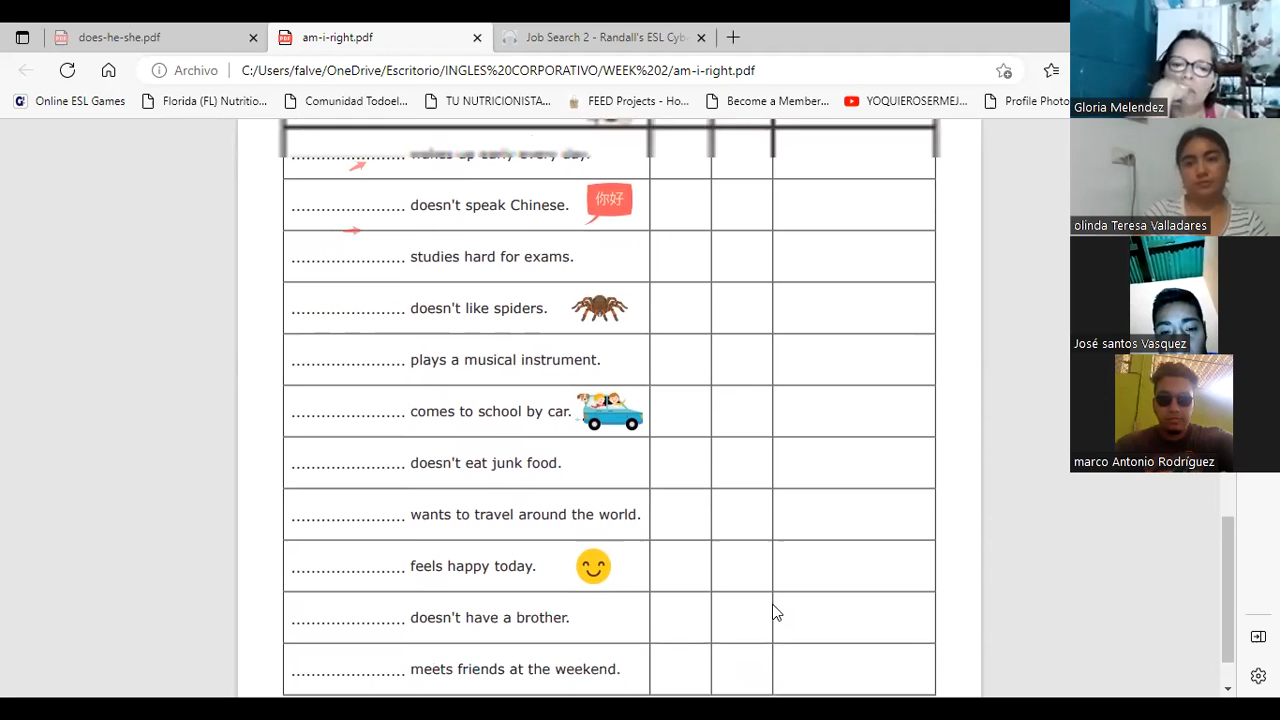 does-he-she.pdf
am-i-right.pdf
Job Search 2 - Randall's ESL Cyb
Archivo
C:/Users/falve/OneDrive/Escritorio/INGLES%20CORPORATIVO/WEEK%202/am-i-right.pdf
Online ESL Games
Florida (FL) Nutritio...
Comunidad Todoel...
TU NUTRICIONISTA...
FEED Projects - Ho...
Become a Member...
YOQUIEROSERMEJ...
Profile Photo
Gloria Melendez
olinda Teresa Valladares
José santos Vasquez
marco Antonio Rodríguez
....................... wakes up early every day.
....................... doesn't speak Chinese.
你好
....................... studies hard for exams.
....................... doesn't like spiders.
....................... plays a musical instrument.
....................... comes to school by car.
....................... doesn't eat junk food.
....................... wants to travel around the world.
....................... feels happy today.
....................... doesn't have a brother.
....................... meets friends at the weekend.